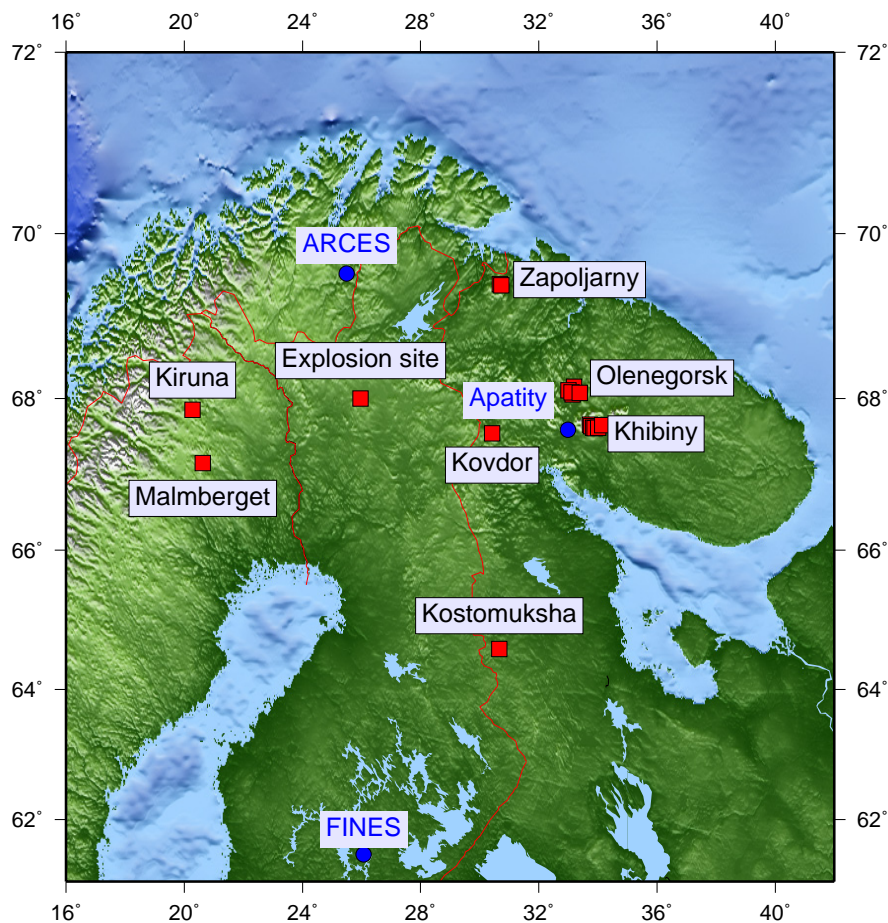 16˚ 20˚ 24˚ 28˚ 32˚ 36˚ 40˚
72˚ 72˚
70˚ 70˚
ARCES
Zapoljarny
Explosion site
Olenegorsk
Kiruna
68˚ 68˚
Apatity
Khibiny
Kovdor
Malmberget
66˚ 66˚
Kostomuksha
64˚ 64˚
62˚ 62˚
FINES
16˚ 20˚ 24˚ 28˚ 32˚ 36˚ 40˚